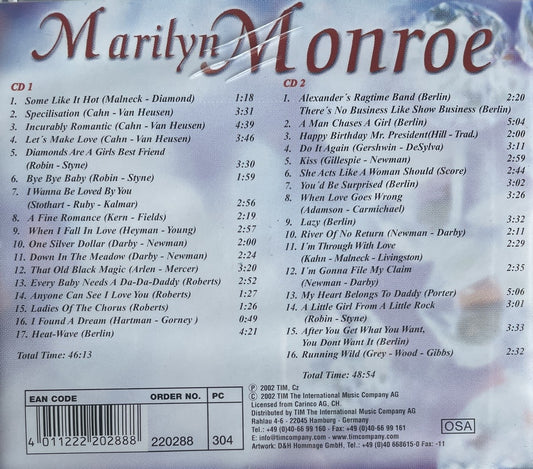 Marilyn Monroe
CD 1
1. Some Like It Hot (Malneck - Diamond) 1:18
2. Specilisation (Cahn - Van Heusen) 3:31
3. Incurably Romantic (Cahn - Van Heusen) 4:39
4. Let´s Make Love (Cahn - Van Heusen) 3:46
5. Diamonds Are A Girls Best Friend
(Robin - Styne) 3:30
6. Bye Bye Baby (Robin - Styne) 1:59
7. I Wanna Be Loved By You
(Stothart - Ruby - Kalmar) 2:56
8. A Fine Romance (Kern - Fields) 2:19
9. When I Fall In Love (Heyman - Young) 2:57
10. One Silver Dollar (Darby - Newman) 2:00
11. Down In The Meadow (Darby - Newman) 2:24
12. That Old Black Magic (Arlen - Mercer) 3:20
13. Every Baby Needs A Da-Da-Daddy (Roberts) 2:52
14. Anyone Can See I Love You (Roberts) 1:27
15. Ladies Of The Chorus (Roberts) 1:26
16. I Found A Dream (Hartman - Gorney ) 0:49
17. Heat-Wave (Berlin) 4:21
Total Time: 46:13
CD 2
1. Alexander´s Ragtime Band (Berlin) 2:20
There´s No Business Like Show Business (Berlin)
2. A Man Chases A Girl (Berlin) 5:04
3. Happy Birthday Mr. President(Hill - Trad.) 2:00
4. Do It Again (Gershwin - DeSylva) 3:11
5. Kiss (Gillespie - Newman) 2:59
6. She Acts Like A Woman Should (Score) 2:44
7. You´d Be Surprised (Berlin) 3:02
8. When Love Goes Wrong 3:26
(Adamson - Carmichael)
9. Lazy (Berlin) 3:32
10. River Of No Return (Newman - Darby) 2:11
11. I´m Through With Love 2:29
(Kahn - Malneck - Livingston)
12. I´m Gonna File My Claim 2:35
(Newman - Darby)
13. My Heart Belongs To Daddy (Porter) 5:06
14. A Little Girl From A Little Rock 3:01
(Robin - Styne)
15. After You Get What You Want, 3:33
You Dont Want It (Berlin)
16. Running Wild (Grey - Wood - Gibbs) 2:32
Total Time: 48:54
EAN CODE ORDER NO. PC
4 011222 202888 220288 304
Ⓟ 2002 TIM, Cz
© 2002 TIM The International Music Company AG
Licensed from Carinco AG, CH.
Distributed by TIM The International Music Company AG
Rahlau 4-6 - 22045 Hamburg - Germany
Tel.: +49 (0)40-66 99 160 - Fax: +49 (0)40-66 99 161
E: info@timcompany.com - www.timcompany.com
Artwork: D&H Hommage GmbH, Tel.: +49 (0)40 668615-0 Fax: -11
OSA